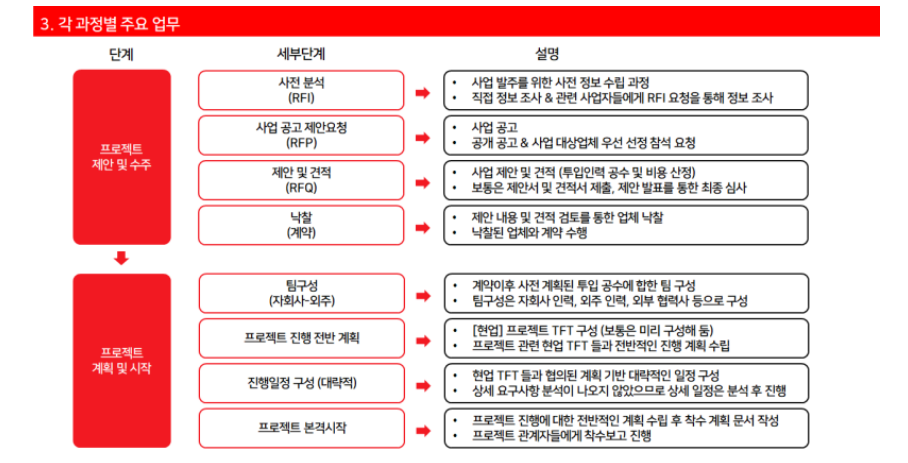 3. 각 과정별 주요 업무
단계
세부단계
설명
프로젝트
제안 및 수주
사전 분석
(RFI)
• 사업 발주를 위한 사전 정보 수립 과정
• 직접 정보 조사 & 관련 사업자들에게 RFI 요청을 통해 정보 조사
사업 공고 제안요청
(RFP)
• 사업 공고
• 공개 공고 & 사업 대상업체 우선 선정 참석 요청
제안 및 견적
(RFQ)
• 사업 제안 및 견적 (투입인력 공수 및 비용 산정)
• 보통은 제안서 및 견적서 제출, 제안 발표를 통한 최종 심사
낙찰
(계약)
• 제안 내용 및 견적 검토를 통한 업체 낙찰
• 낙찰된 업체와 계약 수행
프로젝트
계획 및 시작
팀구성
(자회사-외주)
• 계약이후 사전 계획된 투입 공수에 합한 팀 구성
• 팀구성은 자회사 인력, 외주 인력, 외부 협력사 등으로 구성
프로젝트 진행 전반 계획
• [현업] 프로젝트 TFT 구성 (보통은 미리 구성해 둠)
• 프로젝트 관련 현업 TFT 들과 전반적인 진행 계획 수립
진행일정 구성 (대략적)
• 현업 TFT 들과 협의된 계획 기반 대략적인 일정 구성
• 상세 요구사항 분석이 나오지 않았으므로 상세 일정은 분석 후 진행
프로젝트 본격시작
• 프로젝트 진행에 대한 전반적인 계획 수립 후 착수 계획 문서 작성
• 프로젝트 관계자들에게 착수보고 진행